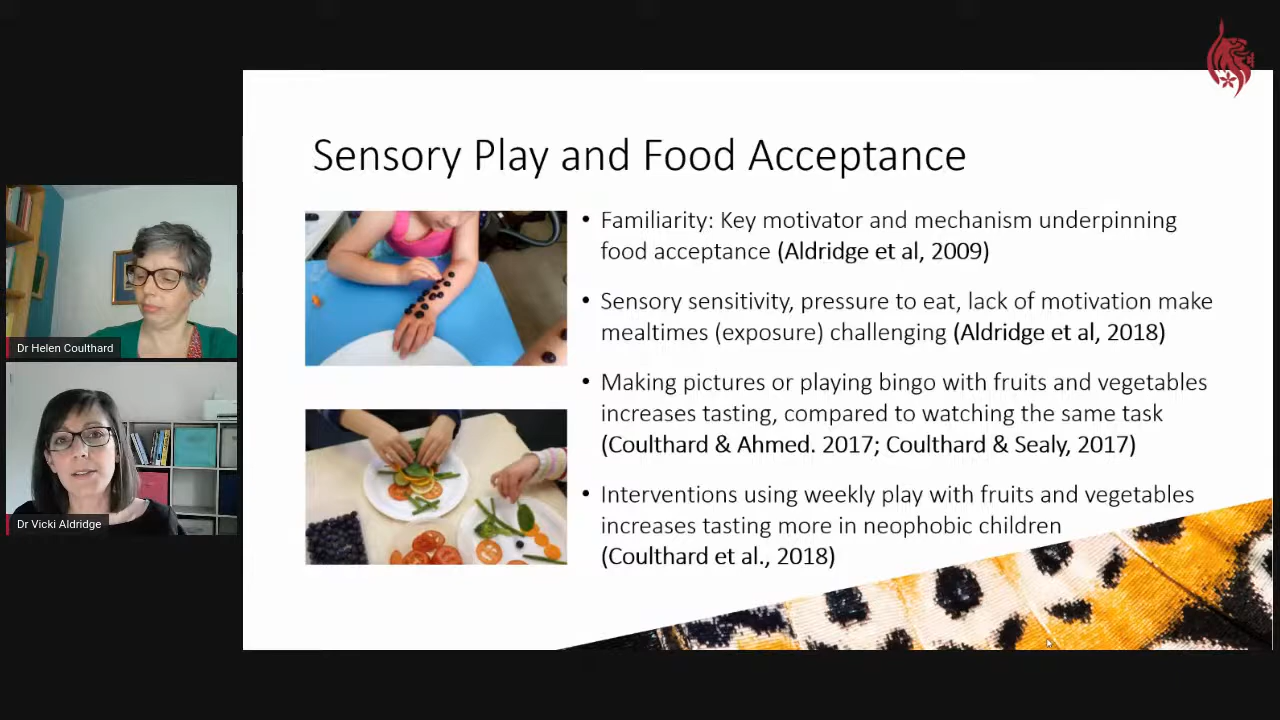 Sensory Play and Food Acceptance
• Familiarity: Key motivator and mechanism underpinning
food acceptance (Aldridge et al, 2009)
• Sensory sensitivity, pressure to eat, lack of motivation make
mealtimes (exposure) challenging (Aldridge et al, 2018)
• Making pictures or playing bingo with fruits and vegetables
increases tasting, compared to watching the same task
(Coulthard & Ahmed. 2017; Coulthard & Sealy, 2017)
• Interventions using weekly play with fruits and vegetables
increases tasting more in neophobic children
(Coulthard et al., 2018)
Dr Helen Coulthard
Dr Vicki Aldridge